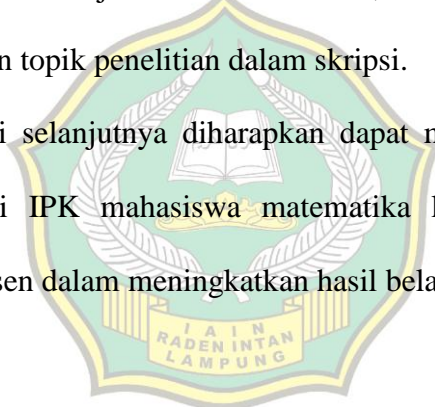 n topik penelitian dalam skripsi.
i selanjutnya diharapkan dapat
i IPK mahasiswa matematika
sen dalam meningkatkan hasil bela
I A I N
RADEN INTAN
LAMPUNG